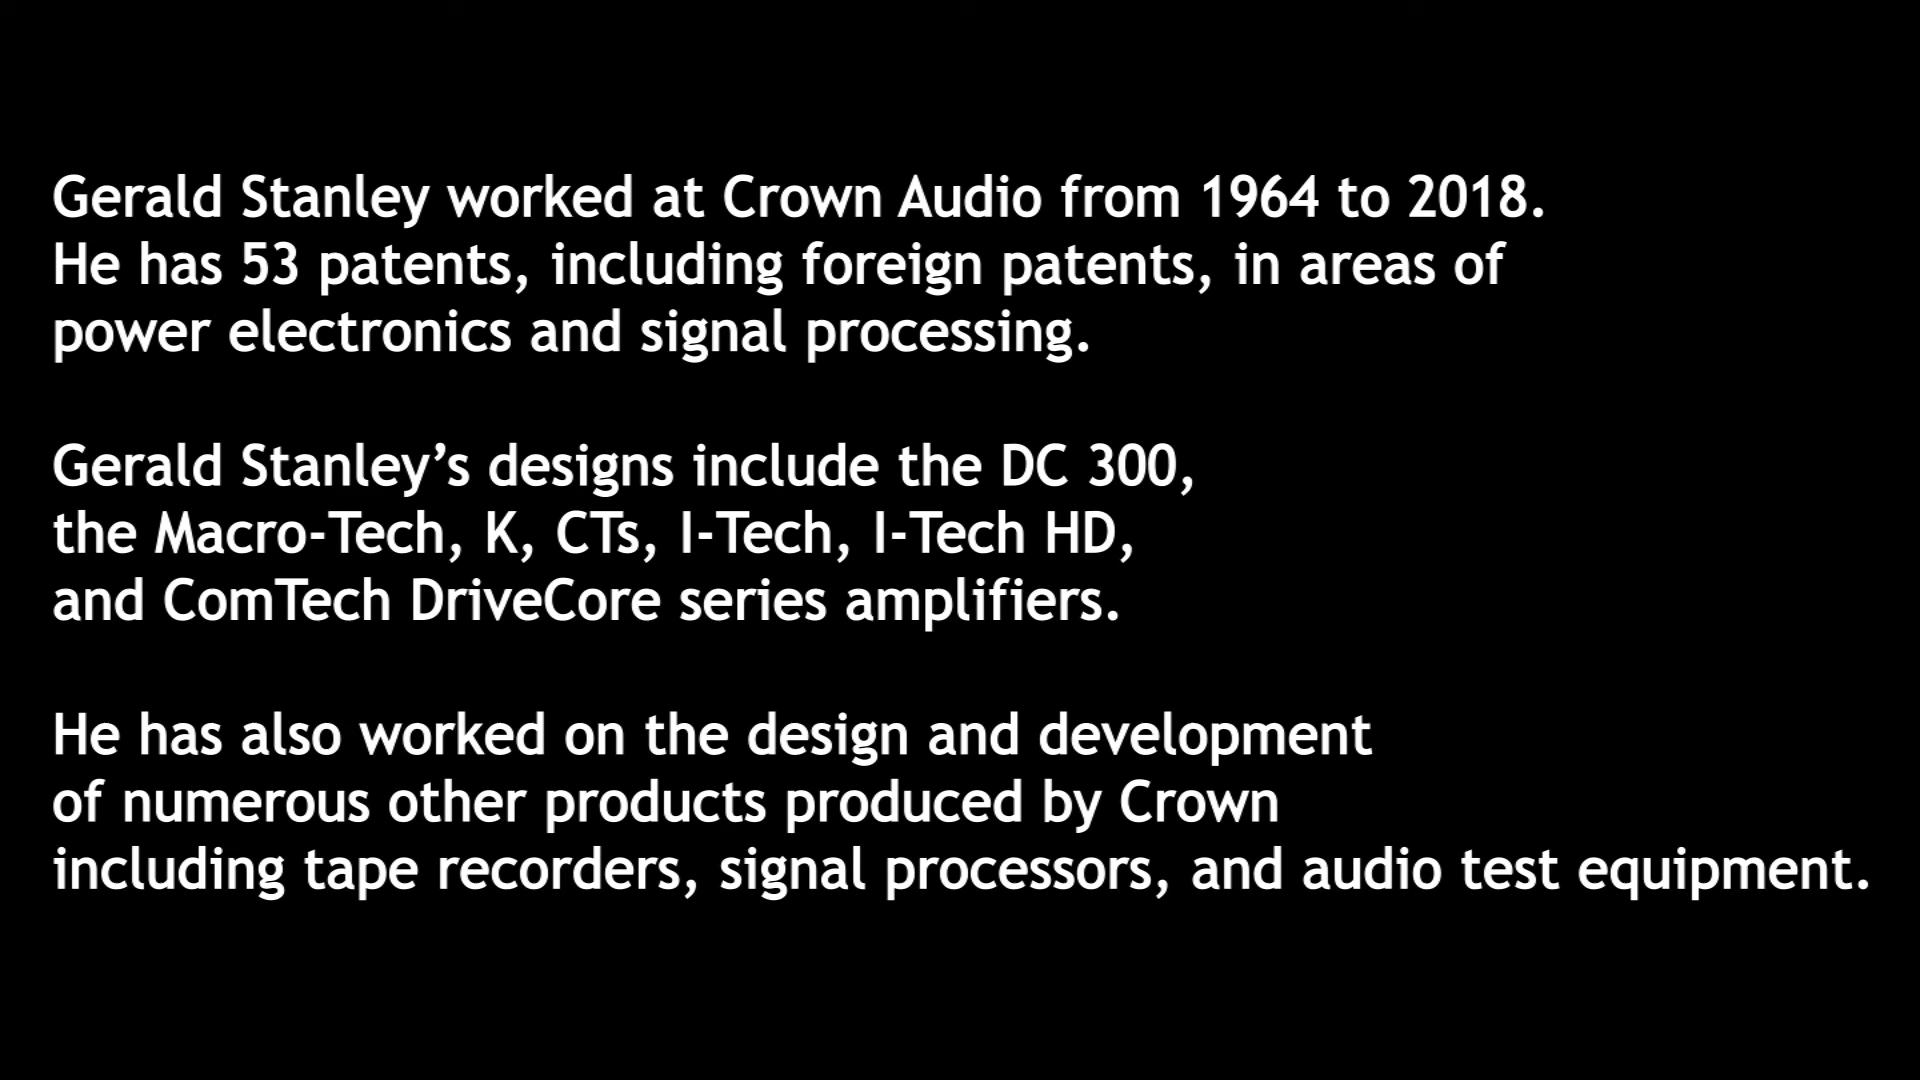 Gerald Stanley worked at Crown Audio from 1964 to 2018.
He has 53 patents, including foreign patents, in areas of
power electronics and signal processing.
Gerald Stanley’s designs include the DC 300,
the Macro-Tech, K, CTs, I-Tech, I-Tech HD,
and ComTech DriveCore series amplifiers.
He has also worked on the design and development
of numerous other products produced by Crown
including tape recorders, signal processors, and audio test equipment.